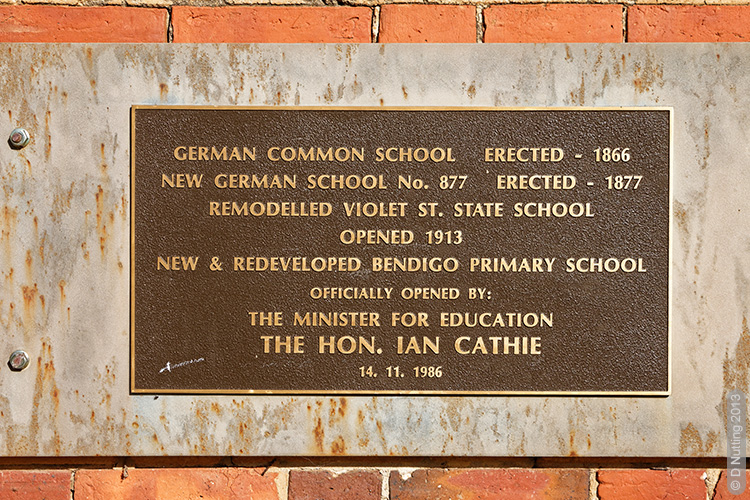 GERMAN COMMON SCHOOL ERECTED - 1866
NEW GERMAN SCHOOL No. 877 ERECTED - 1877
REMODELLED VIOLET ST. STATE SCHOOL
OPENED 1913
NEW & REDEVELOPED BENDIGO PRIMARY SCHOOL
OFFICIALLY OPENED BY:
THE MINISTER FOR EDUCATION
THE HON. IAN CATHIE
14. 11. 1986
© D Nutting 2013